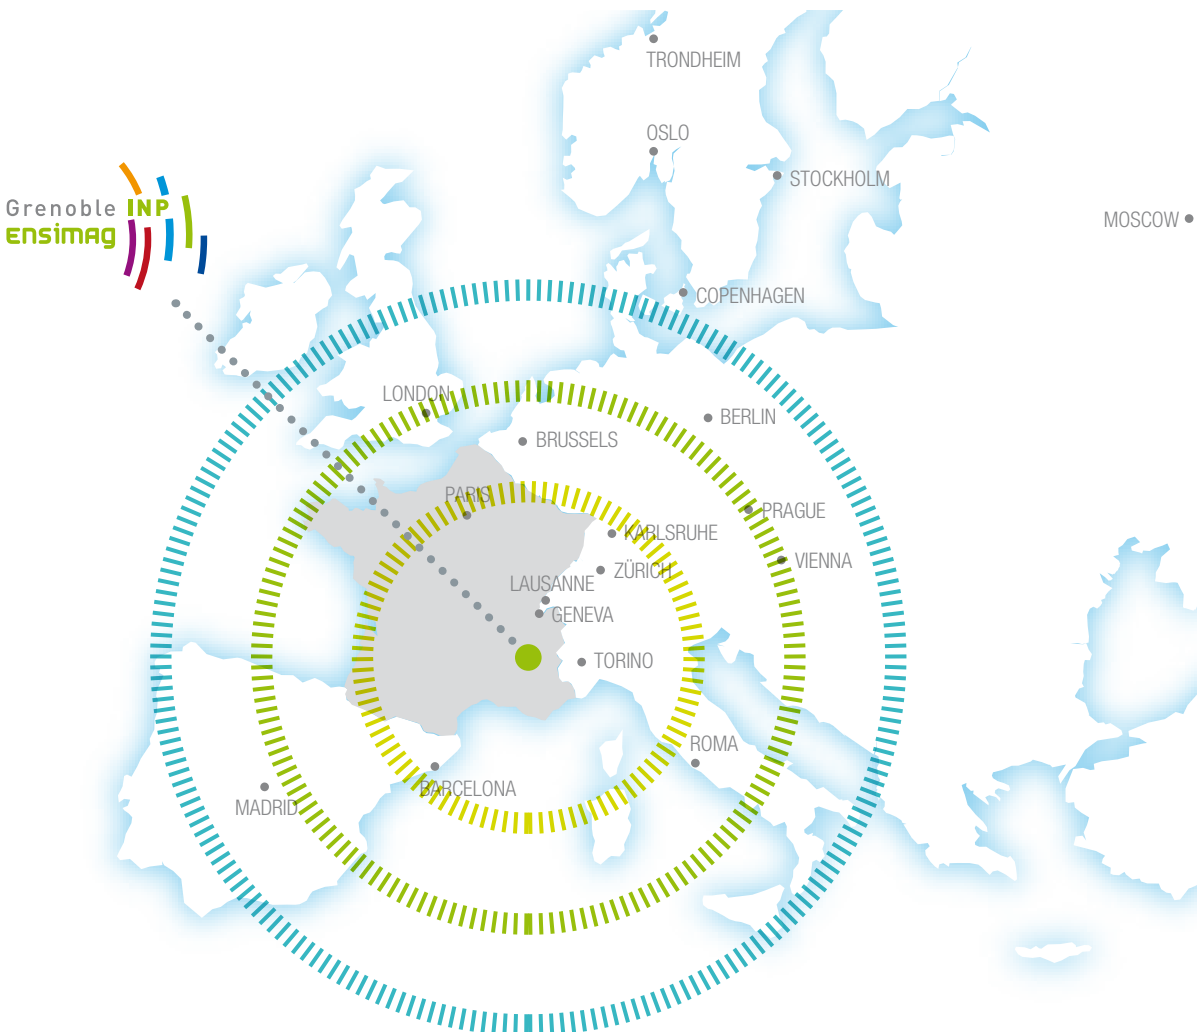 TRONDHEIM
OSLO
STOCKHOLM
Grenoble INP
Ensimag
MOSCOW
COPENHAGEN
LONDON
BERLIN
BRUSSELS
PARIS
PRAGUE
KARLSRUHE
VIENNA
ZÜRICH
LAUSANNE
GENEVA
TORINO
ROMA
BARCELONA
MADRID